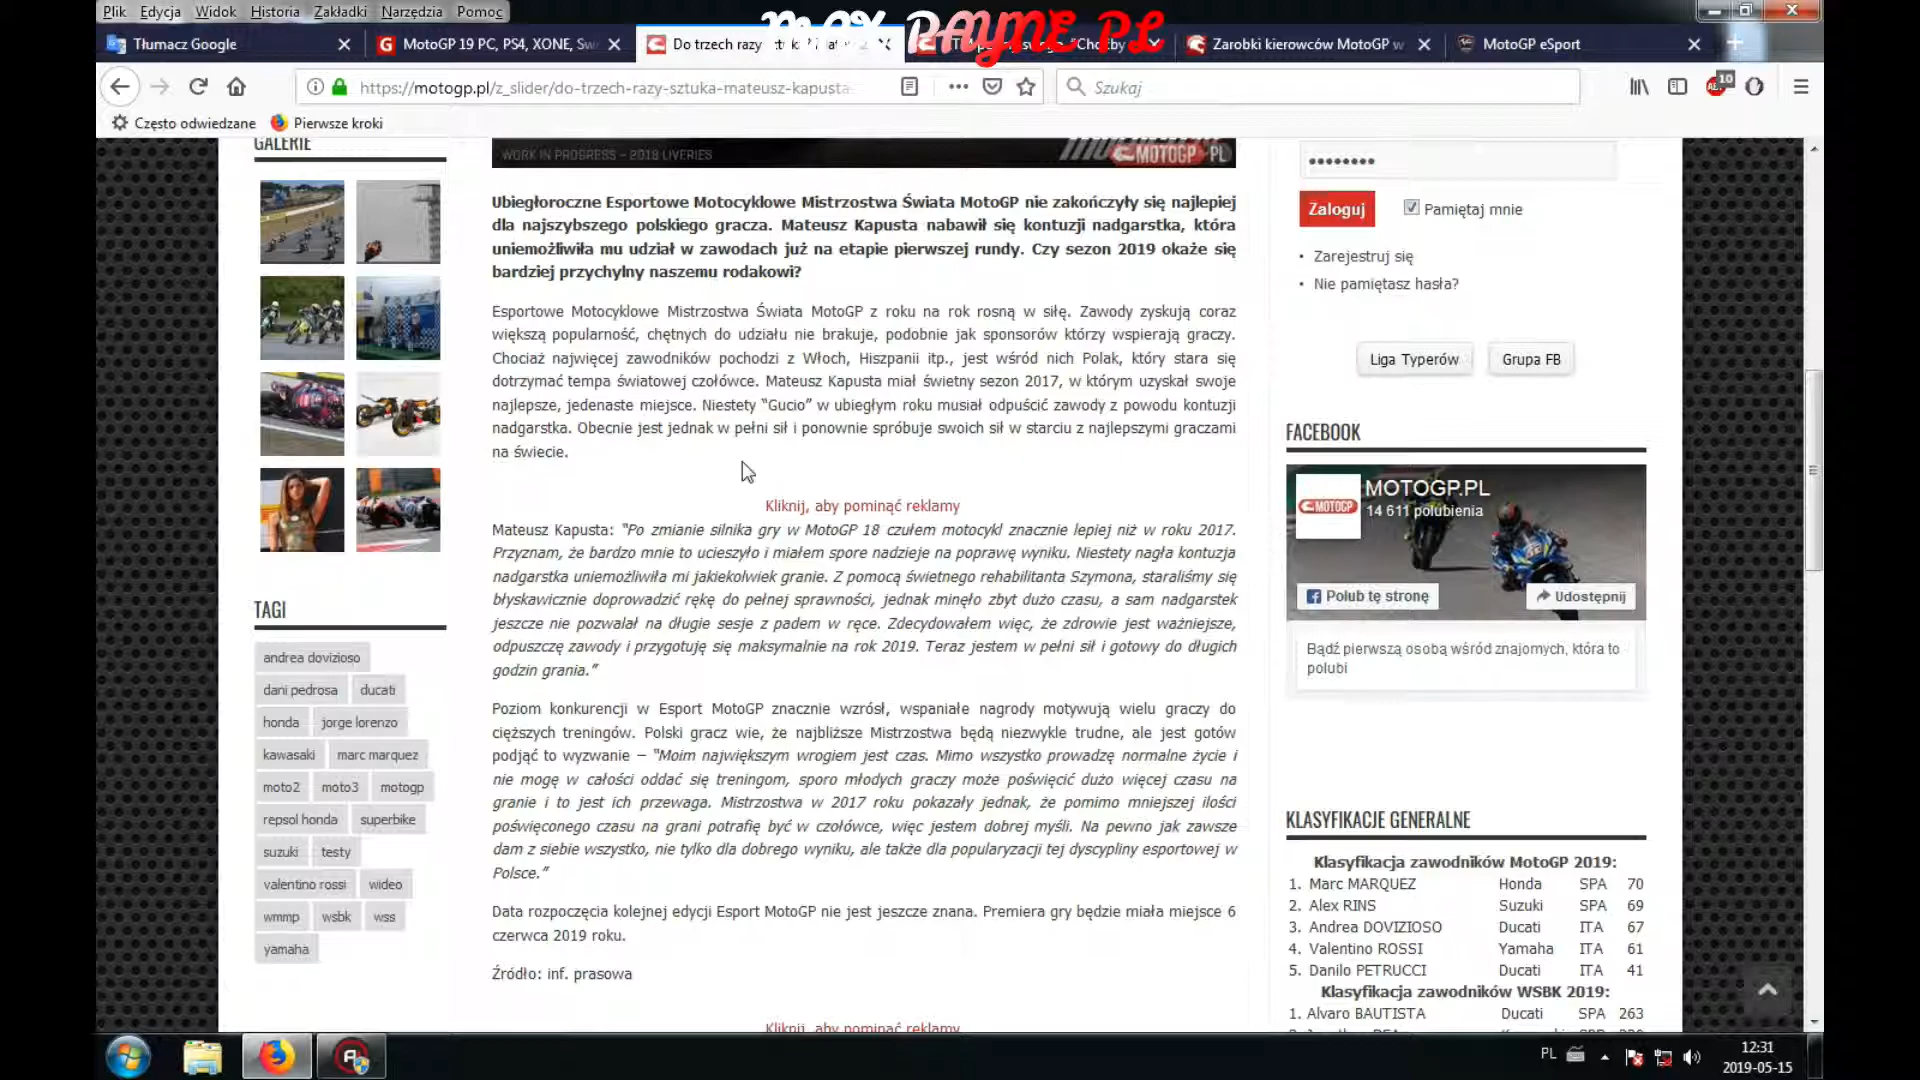 Plik Edycja Widok Historia Zakładki Narzędzia Pomoc
MAX PAYNE PL
Tłumacz Google
MotoGP 19 PC, PS4, XONE, Sw
Do trzech razy
Zarobki kierowców MotoGP w
MotoGP eSport
https://motogp.pl/z_slider/do-trzech-razy-sztuka-mateusz-kapusta-
Szukaj
10
Często odwiedzane
Pierwsze kroki
GALERIE
WORK IN PROGRESS - 2018 LIVERIES
MOTOGP PL
Ubiegłoroczne Esportowe Motocyklowe Mistrzostwa Świata MotoGP nie zakończyły się najlepiej
dla najszybszego polskiego gracza. Mateusz Kapusta nabawił się kontuzji nadgarstka, która
uniemożliwiła mu udział w zawodach już na etapie pierwszej rundy. Czy sezon 2019 okaże się
bardziej przychylny naszemu rodakowi?
Esportowe Motocyklowe Mistrzostwa Świata MotoGP z roku na rok rosną w siłę. Zawody zyskują coraz
większą popularność, chętnych do udziału nie brakuje, podobnie jak sponsorów którzy wspierają graczy.
Chociaż najwięcej zawodników pochodzi z Włoch, Hiszpanii itp., jest wśród nich Polak, który stara się
dotrzymać tempa światowej czołówce. Mateusz Kapusta miał świetny sezon 2017, w którym uzyskał swoje
najlepsze, jedenaste miejsce. Niestety “Gucio” w ubiegłym roku musiał odpuścić zawody z powodu kontuzji
nadgarstka. Obecnie jest jednak w pełni sił i ponownie spróbuje swoich sił w starciu z najlepszymi graczami
na świecie.
Kliknij, aby pominąć reklamy
Mateusz Kapusta: “Po zmianie silnika gry w MotoGP 18 czułem motocykl znacznie lepiej niż w roku 2017.
Przyznam, że bardzo mnie to ucieszyło i miałem spore nadzieje na poprawę wyniku. Niestety nagła kontuzja
nadgarstka uniemożliwiła mi jakiekolwiek granie. Z pomocą świetnego rehabilitanta Szymona, staraliśmy się
błyskawicznie doprowadzić rękę do pełnej sprawności, jednak minęło zbyt dużo czasu, a sam nadgarstek
jeszcze nie pozwalał na długie sesje z padem w ręce. Zdecydowałem więc, że zdrowie jest ważniejsze,
odpuszczę zawody i przygotuję się maksymalnie na rok 2019. Teraz jestem w pełni sił i gotowy do długich
godzin grania.”
Poziom konkurencji w Esport MotoGP znacznie wzrósł, wspaniałe nagrody motywują wielu graczy do
cięższych treningów. Polski gracz wie, że najbliższe Mistrzostwa będą niezwykle trudne, ale jest gotów
podjąć to wyzwanie – “Moim największym wrogiem jest czas. Mimo wszystko prowadzę normalne życie i
nie mogę w całości oddać się treningom, sporo młodych graczy może poświęcić dużo więcej czasu na
granie i to jest ich przewaga. Mistrzostwa w 2017 roku pokazały jednak, że pomimo mniejszej ilości
poświęconego czasu na grani potrafię być w czołówce, więc jestem dobrej myśli. Na pewno jak zawsze
dam z siebie wszystko, nie tylko dla dobrego wyniku, ale także dla popularyzacji tej dyscypliny esportowej w
Polsce.”
Data rozpoczęcia kolejnej edycji Esport MotoGP nie jest jeszcze znana. Premiera gry będzie miała miejsce 6
czerwca 2019 roku.
Źródło: inf. prasowa
Kliknij, aby pominąć reklamy
TAGI
andrea dovizioso
dani pedrosa ducati
honda jorge lorenzo
kawasaki marc marquez
moto2 moto3 motogp
repsol honda superbike
suzuki testy
valentino rossi wideo
wmmp wsbk wss
yamaha
••••••••
Zaloguj Pamiętaj mnie
• Zarejestruj się
• Nie pamiętasz hasła?
Liga Typerów Grupa FB
FACEBOOK
MOTOGP
MOTOGP.PL
14 611 polubienia
Polub tę stronę Udostępnij
Bądź pierwszą osobą wśród znajomych, która to
polubi
KLASYFIKACJE GENERALNE
Klasyfikacja zawodników MotoGP 2019:
1. Marc MARQUEZ Honda SPA 70
2. Alex RINS Suzuki SPA 69
3. Andrea DOVIZIOSO Ducati ITA 67
4. Valentino ROSSI Yamaha ITA 61
5. Danilo PETRUCCI Ducati ITA 41
Klasyfikacja zawodników WSBK 2019:
1. Alvaro BAUTISTA Ducati SPA 263
PL
12:31
2019-05-15